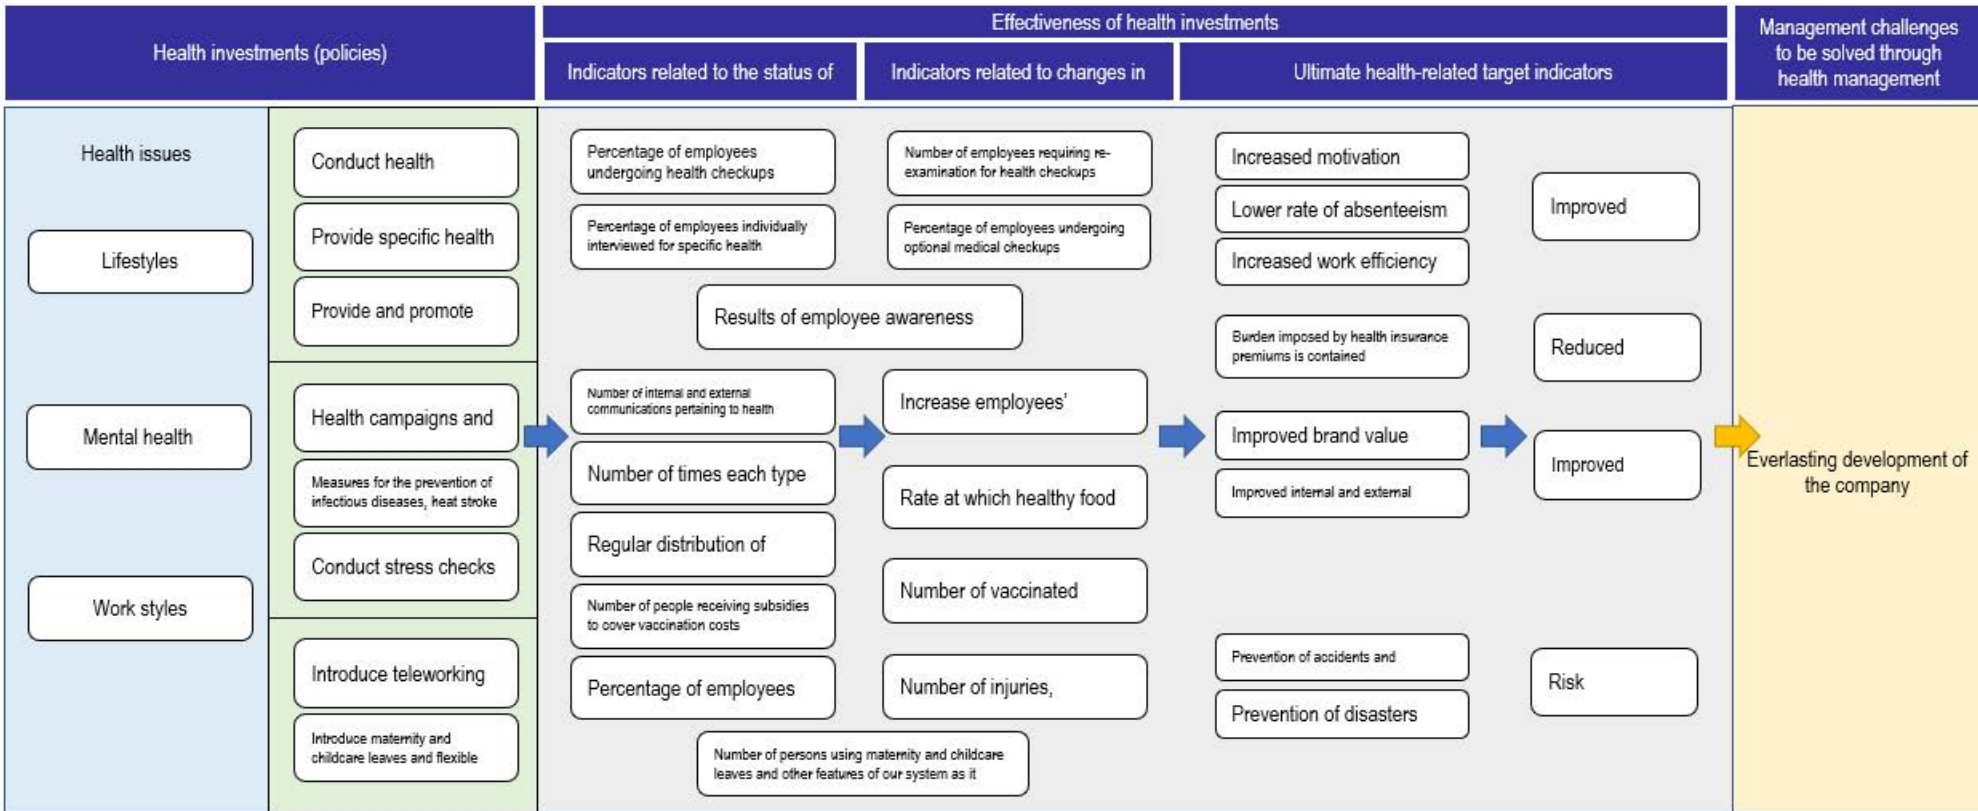 Health investments (policies)
Effectiveness of health investments
Indicators related to the status of
Indicators related to changes in
Ultimate health-related target indicators
Management challenges
to be solved through
health management
Health issues
Lifestyles
Mental health
Work styles
Conduct health
Provide specific health
Provide and promote
Health campaigns and
Measures for the prevention of
infectious diseases, heat stroke
Conduct stress checks
Introduce teleworking
Introduce maternity and
childcare leaves and flexible
Percentage of employees
undergoing health checkups
Percentage of employees individually
interviewed for specific health
Number of employees requiring re-
examination for health checkups
Percentage of employees undergoing
optional medical checkups
Results of employee awareness
Number of internal and external
communications pertaining to health
Number of times each type
Regular distribution of
Number of people receiving subsidies
to cover vaccination costs
Percentage of employees
Increase employees'
Rate at which healthy food
Number of vaccinated
Number of injuries,
Number of persons using maternity and childcare
leaves and other features of our system as it
Increased motivation
Lower rate of absenteeism
Increased work efficiency
Burden imposed by health insurance
premiums is contained
Improved brand value
Improved internal and external
Prevention of accidents and
Prevention of disasters
Improved
Reduced
Improved
Risk
Everlasting development of
the company